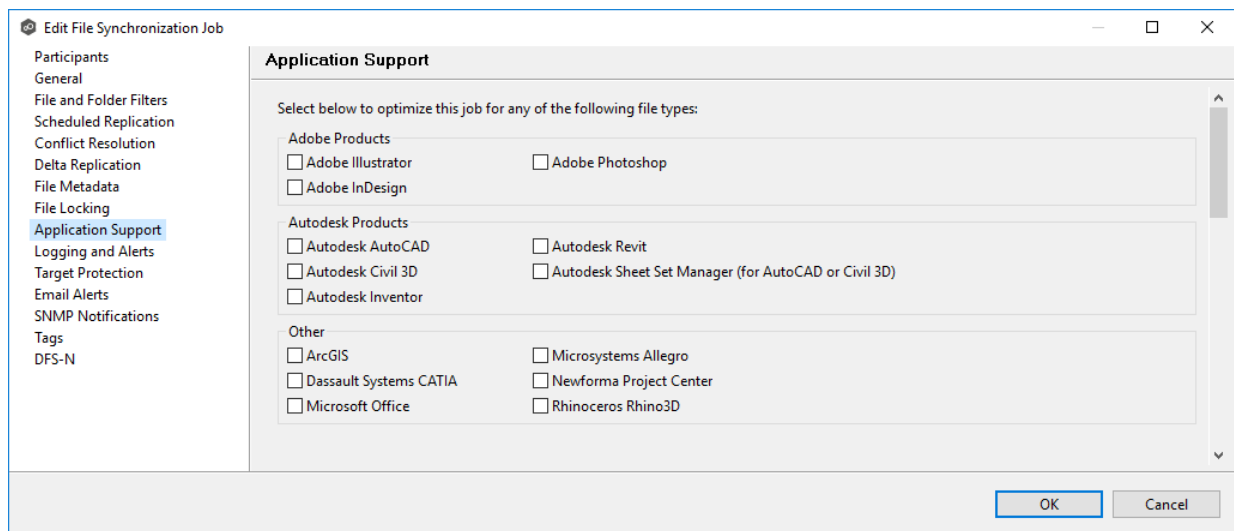 Edit File Synchronization Job
Participants
General
File and Folder Filters
Scheduled Replication
Conflict Resolution
Delta Replication
File Metadata
File Locking
Application Support
Logging and Alerts
Target Protection
Email Alerts
SNMP Notifications
Tags
DFS-N
Application Support
Select below to optimize this job for any of the following file types:
Adobe Products
Adobe Illustrator Adobe Photoshop
Adobe InDesign
Autodesk Products
Autodesk AutoCAD Autodesk Revit
Autodesk Civil 3D Autodesk Sheet Set Manager (for AutoCAD or Civil 3D)
Autodesk Inventor
Other
ArcGIS Microsystems Allegro
Dassault Systems CATIA Newforma Project Center
Microsoft Office Rhinoceros Rhino3D
OK Cancel